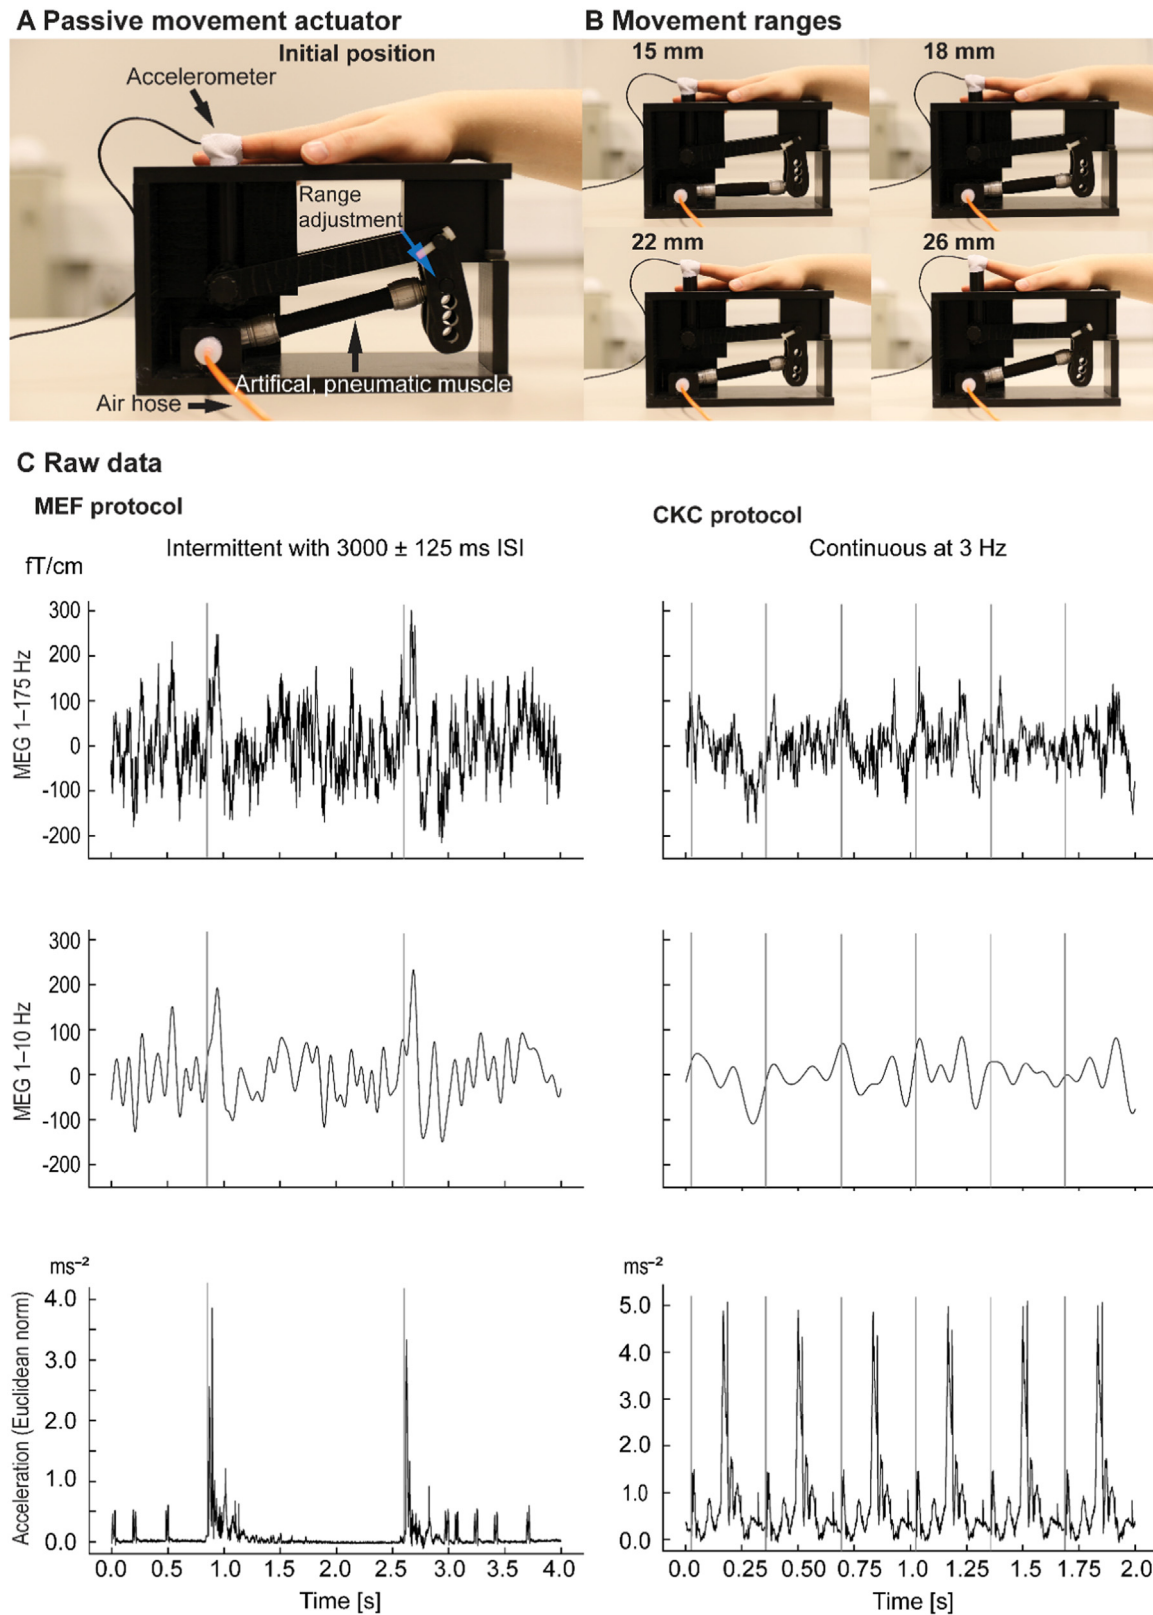 A Passive movement actuator
Initial position
Accelerometer
Range
adjustment
Artifical, pneumatic muscle
Air hose
B Movement ranges
15 mm
18 mm
22 mm
26 mm
C Raw data
MEF protocol
Intermittent with 3000 ± 125 ms ISI
CKC protocol
Continuous at 3 Hz
fT/cm
MEG 1–175 Hz
300
200
100
0
-100
-200
MEG 1–10 Hz
300
200
100
0
-100
-200
ms⁻²
Acceleration (Euclidean norm)
4.0
3.0
2.0
1.0
0.0
0.0 0.5 1.0 1.5 2.0 2.5 3.0 3.5 4.0
Time [s]
ms⁻²
5.0
4.0
3.0
2.0
1.0
0.0
0.0 0.25 0.50 0.75 1.0 1.25 1.5 1.75 2.0
Time [s]